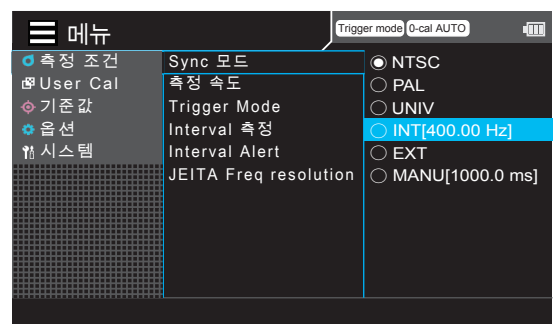 메뉴
Trigger mode 0-cal AUTO
측정 조건
User Cal
기준값
옵션
시스템
Sync 모드
측정 속도
Trigger Mode
Interval 측정
Interval Alert
JEITA Freq resolution
NTSC
PAL
UNIV
INT[400.00 Hz]
EXT
MANU[1000.0 ms]